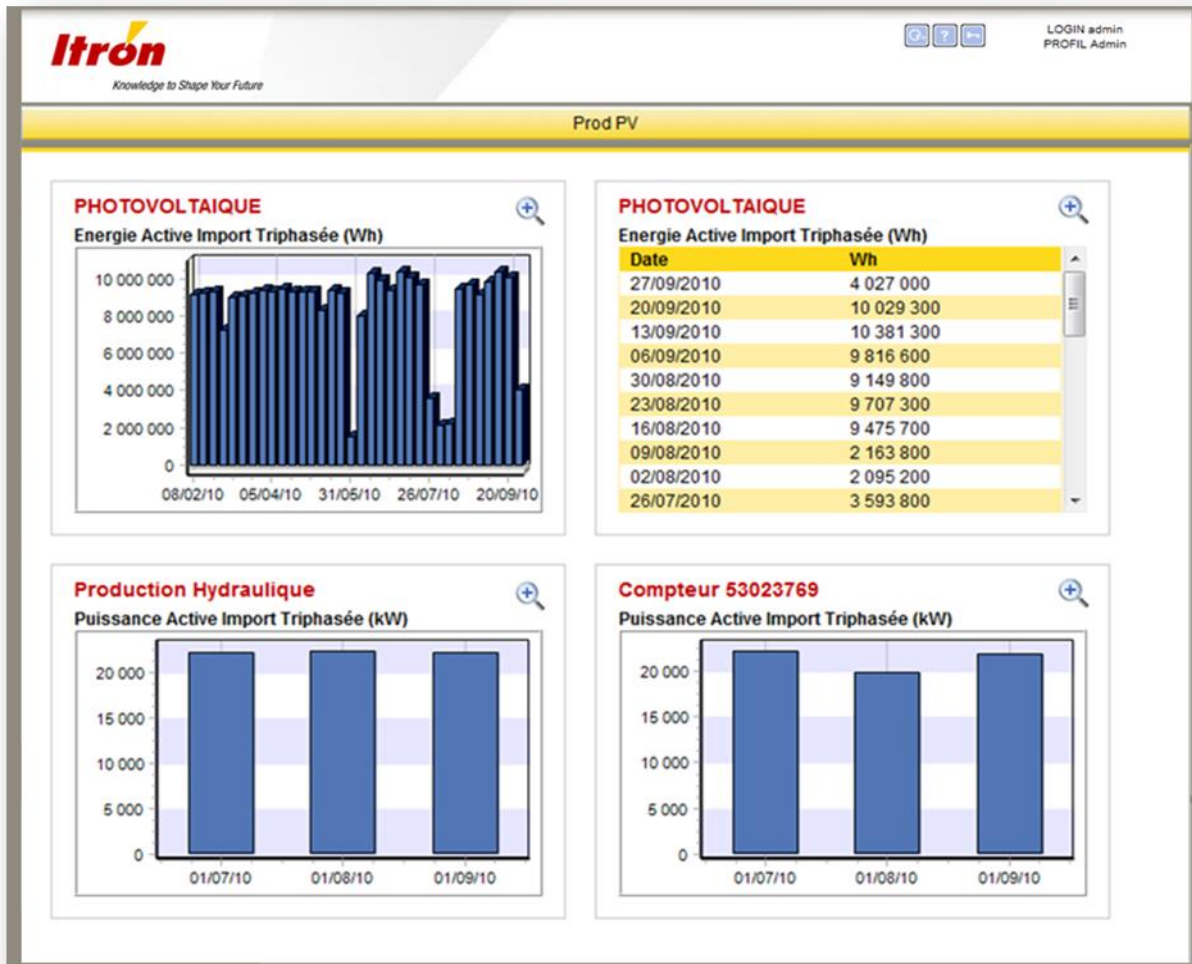 Itron
Knowledge to Shape Your Future
LOGIN admin
PROFIL Admin
Prod PV
PHOTOVOLTAIQUE
Energie Active Import Triphasée (Wh)
10 000 000
8 000 000
6 000 000
4 000 000
2 000 000
0
08/02/10 05/04/10 31/05/10 26/07/10 20/09/10
PHOTOVOLTAIQUE
Energie Active Import Triphasée (Wh)
Date Wh
27/09/2010 4 027 000
20/09/2010 10 029 300
13/09/2010 10 381 300
06/09/2010 9 816 600
30/08/2010 9 149 800
23/08/2010 9 707 300
16/08/2010 9 475 700
09/08/2010 2 163 800
02/08/2010 2 095 200
26/07/2010 3 593 800
Production Hydraulique
Puissance Active Import Triphasée (kW)
20 000
15 000
10 000
5 000
0
01/07/10 01/08/10 01/09/10
Compteur 53023769
Puissance Active Import Triphasée (kW)
20 000
15 000
10 000
5 000
0
01/07/10 01/08/10 01/09/10